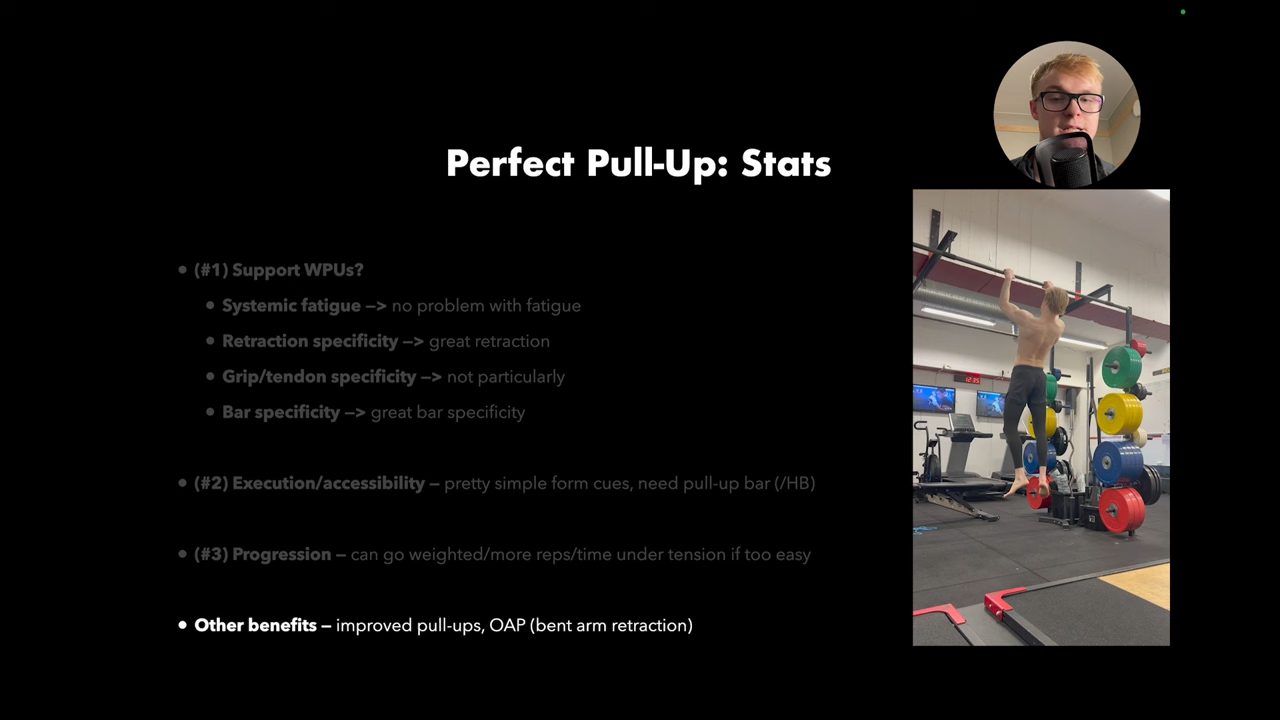 Perfect Pull-Up: Stats
• (#1) Support WPUs?
• Systemic fatigue —> no problem with fatigue
• Retraction specificity —> great retraction
• Grip/tendon specificity —> not particularly
• Bar specificity —> great bar specificity
• (#2) Execution/accessibility — pretty simple form cues, need pull-up bar (/HB)
• (#3) Progression — can go weighted/more reps/time under tension if too easy
• Other benefits — improved pull-ups, OAP (bent arm retraction)
12:35